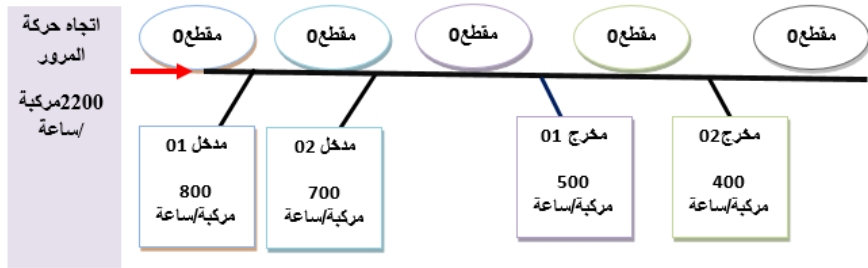 اتجاه حركة
المرور
2200مركبة
/ساعة
مقطع0
مقطع0
مقطع0
مقطع0
مقطع0
مدخل 01
800
مركبة/ساعة
مدخل 02
700
مركبة/ساعة
مخرج 01
500
مركبة/ساعة
مخرج02
400
مركبة/ساعة